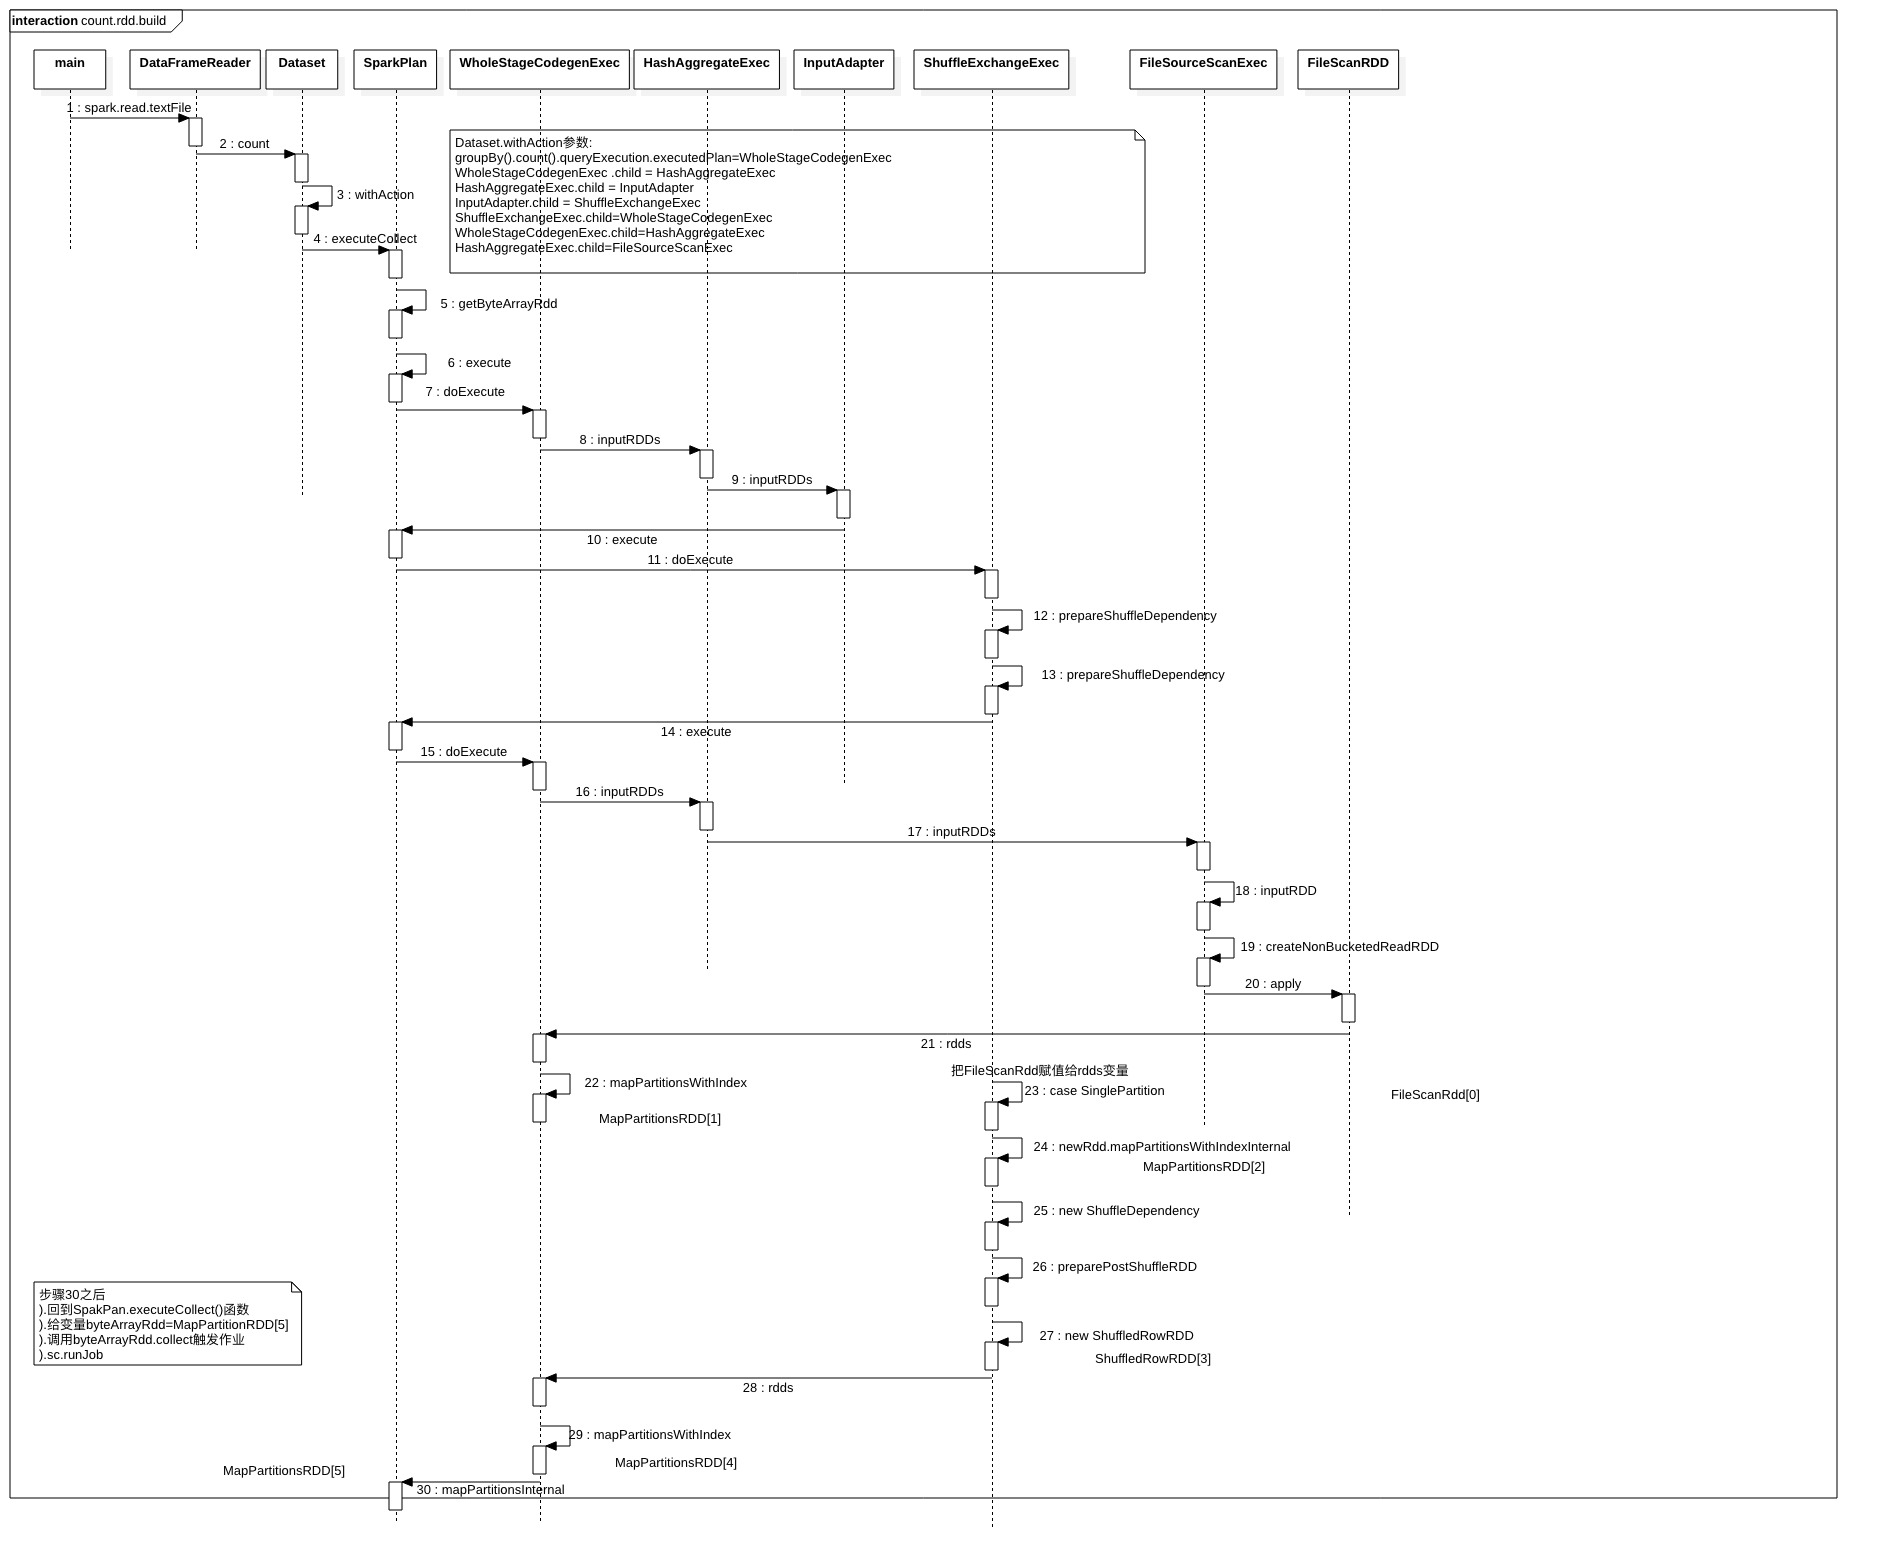 interaction count.rdd.build
main
DataFrameReader
Dataset
SparkPlan
WholeStageCodegenExec
HashAggregateExec
InputAdapter
ShuffleExchangeExec
FileSourceScanExec
FileScanRDD
1 : spark.read.textFile
2 : count
3 : withAction
4 : executeCollect
Dataset.withAction参数:
groupBy().count().queryExecution.executedPlan=WholeStageCodegenExec
WholeStageCodegenExec .child = HashAggregateExec
HashAggregateExec.child = InputAdapter
InputAdapter.child = ShuffleExchangeExec
ShuffleExchangeExec.child=WholeStageCodegenExec
WholeStageCodegenExec.child=HashAggregateExec
HashAggregateExec.child=FileSourceScanExec
5 : getByteArrayRdd
6 : execute
7 : doExecute
8 : inputRDDs
9 : inputRDDs
10 : execute
11 : doExecute
12 : prepareShuffleDependency
13 : prepareShuffleDependency
14 : execute
15 : doExecute
16 : inputRDDs
17 : inputRDDs
18 : inputRDD
19 : createNonBucketedReadRDD
20 : apply
21 : rdds
把FileScanRdd赋值给rdds变量
22 : mapPartitionsWithIndex
23 : case SinglePartition
FileScanRdd[0]
MapPartitionsRDD[1]
24 : newRdd.mapPartitionsWithIndexInternal
MapPartitionsRDD[2]
25 : new ShuffleDependency
26 : preparePostShuffleRDD
步骤30之后
).回到SpakPan.executeCollect()函数
).给变量byteArrayRdd=MapPartitionRDD[5]
).调用byteArrayRdd.collect触发作业
).sc.runJob
27 : new ShuffledRowRDD
ShuffledRowRDD[3]
28 : rdds
29 : mapPartitionsWithIndex
MapPartitionsRDD[4]
MapPartitionsRDD[5]
30 : mapPartitionsInternal